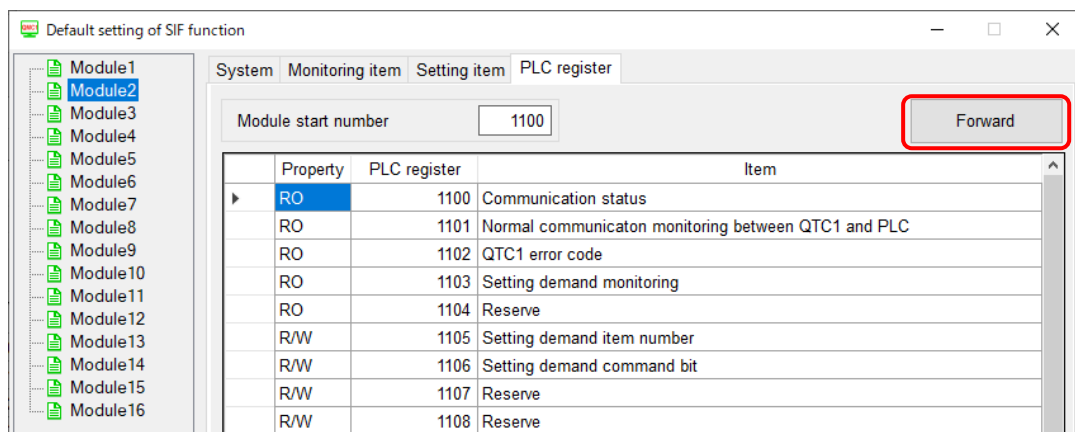 QMC1 Default setting of SIF function
Module1
Module2
Module3
Module4
Module5
Module6
Module7
Module8
Module9
Module10
Module11
Module12
Module13
Module14
Module15
Module16
System Monitoring item Setting item PLC register
Module start number 1100 Forward
Property PLC register Item
RO 1100 Communication status
RO 1101 Normal communicaton monitoring between QTC1 and PLC
RO 1102 QTC1 error code
RO 1103 Setting demand monitoring
RO 1104 Reserve
R/W 1105 Setting demand item number
R/W 1106 Setting demand command bit
R/W 1107 Reserve
R/W 1108 Reserve